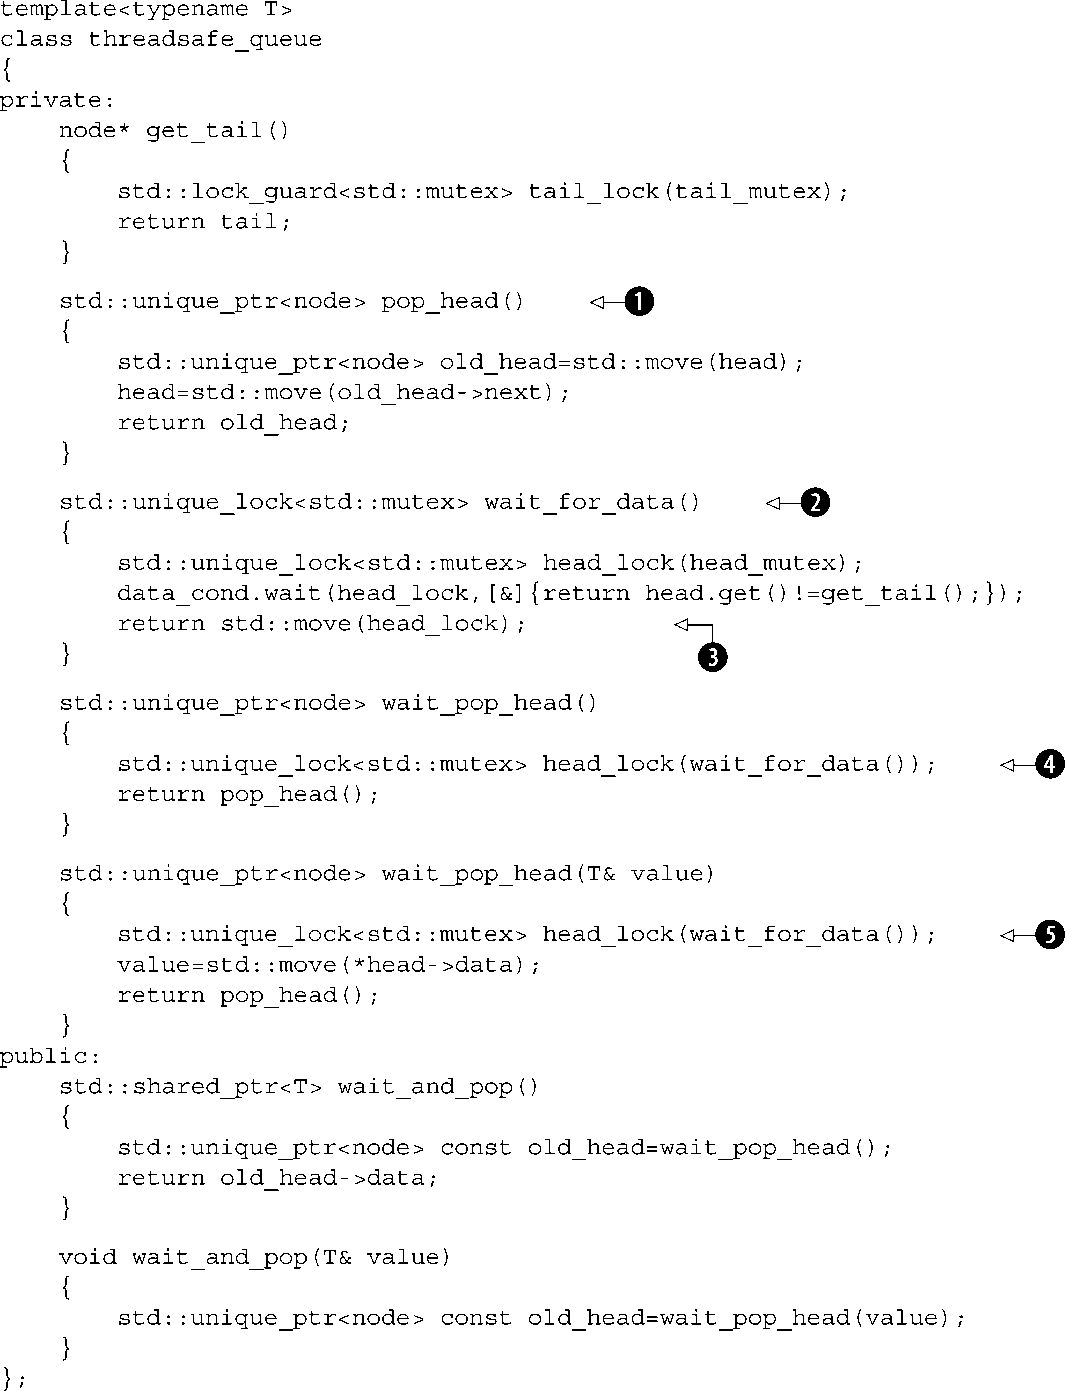 template<typename T>
class threadsafe_queue
{
private:
    node* get_tail()
    {
        std::lock_guard<std::mutex> tail_lock(tail_mutex);
        return tail;
    }
    std::unique_ptr<node> pop_head() 1
    {
        std::unique_ptr<node> old_head=std::move(head);
        head=std::move(old_head->next);
        return old_head;
    }
    std::unique_lock<std::mutex> wait_for_data() 2
    {
        std::unique_lock<std::mutex> head_lock(head_mutex);
        data_cond.wait(head_lock,[&]{return head.get()!=get_tail();});
        return std::move(head_lock);
3
    }
    std::unique_ptr<node> wait_pop_head()
    {
        std::unique_lock<std::mutex> head_lock(wait_for_data()); 4
        return pop_head();
    }
    std::unique_ptr<node> wait_pop_head(T& value)
    {
        std::unique_lock<std::mutex> head_lock(wait_for_data()); 5
        value=std::move(*head->data);
        return pop_head();
    }
public:
    std::shared_ptr<T> wait_and_pop()
    {
        std::unique_ptr<node> const old_head=wait_pop_head();
        return old_head->data;
    }
    void wait_and_pop(T& value)
    {
        std::unique_ptr<node> const old_head=wait_pop_head(value);
    }
};